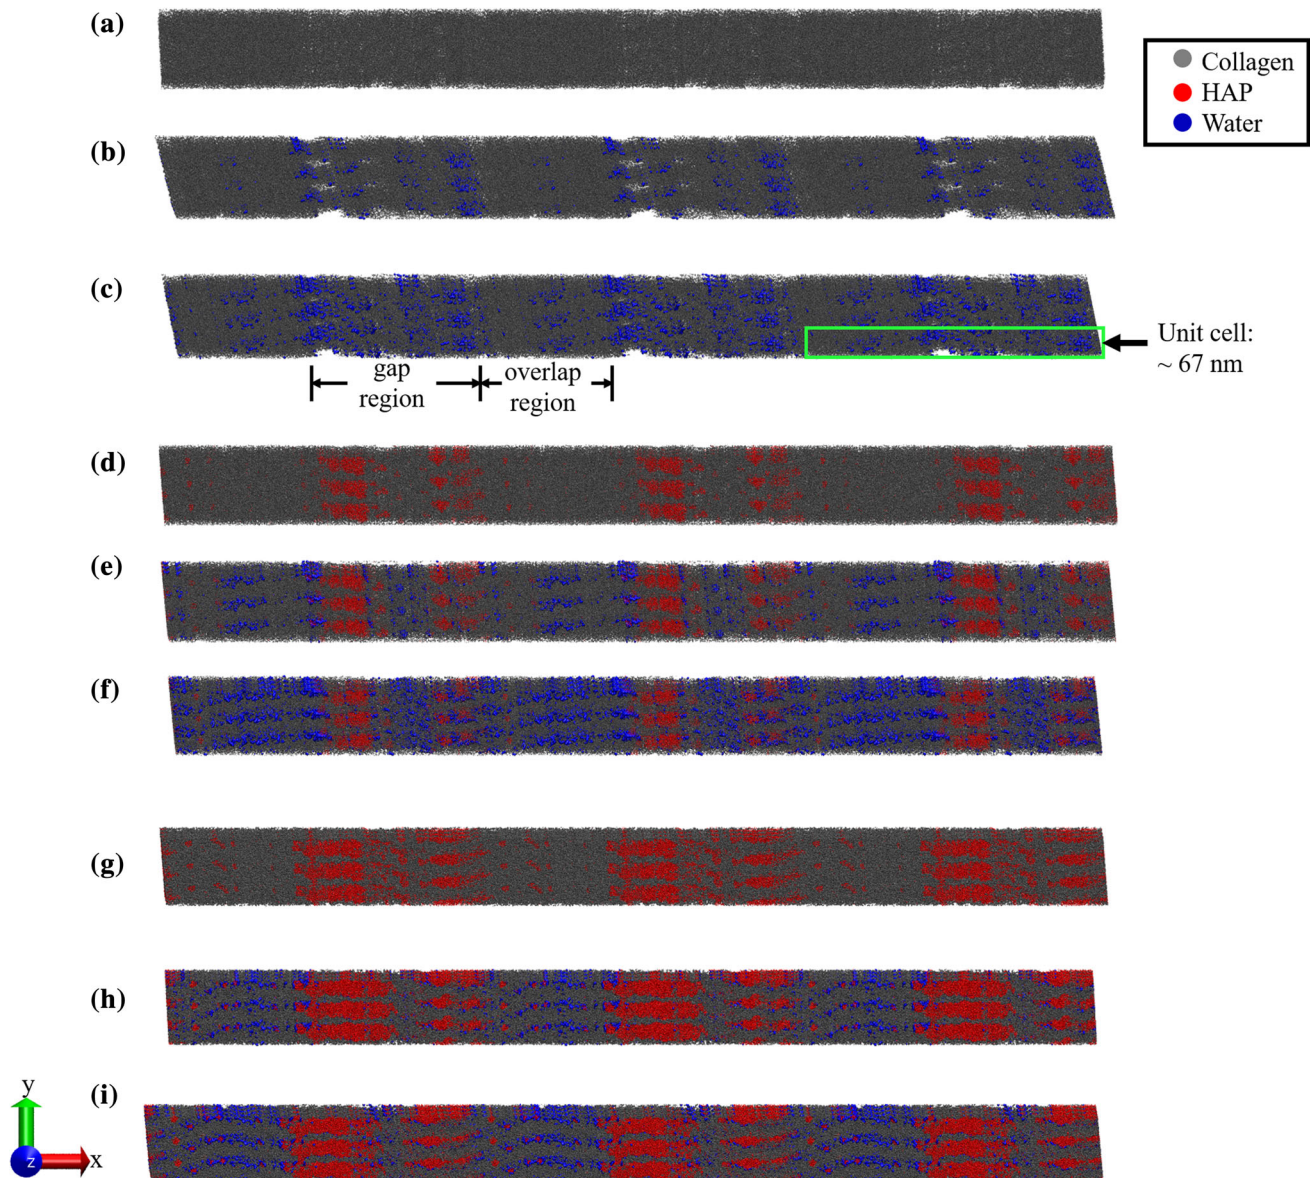 (a)
Collagen
HAP
Water
(b)
(c)
Unit cell:
~ 67 nm
gap
region
overlap
region
(d)
(e)
(f)
(g)
(h)
(i)
y
z
x